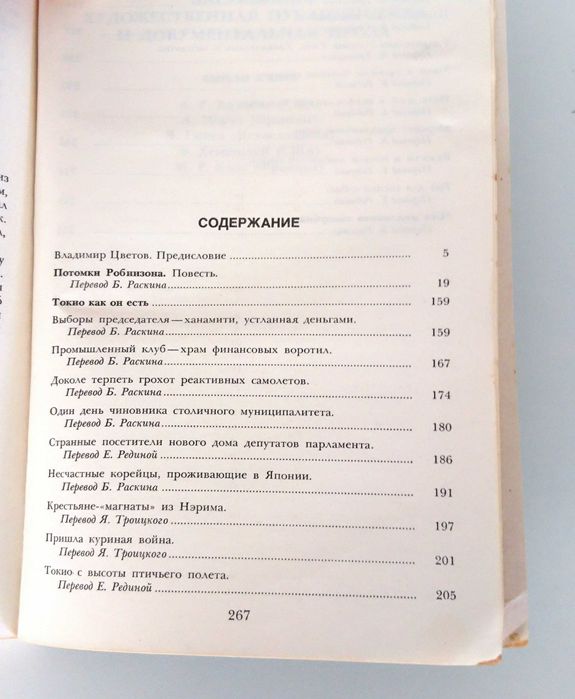 из
СОДЕРЖАНИЕ
Владимир Цветов. Предисловие 5
Потомки Робинзона. Повесть.
Перевод Б. Раскина 19
Токио как он есть 159
Выборы председателя — ханамити, устланная деньгами.
Перевод Б. Раскина 159
Промышленный клуб — храм финансовых воротил.
Перевод Б. Раскина 167
Доколе терпеть грохот реактивных самолетов.
Перевод Б. Раскина 174
Один день чиновника столичного муниципалитета.
Перевод Б. Раскина 180
Странные посетители нового дома депутатов парламента.
Перевод Е. Рединой 186
Несчастные корейцы, проживающие в Японии.
Перевод Б. Раскина 191
Крестьяне-«магнаты» из Нэрима.
Перевод Я. Троицкого 197
Пришла куриная война.
Перевод Я. Троицкого 201
Токио с высоты птичьего полета.
Перевод Е. Рединой 205
267